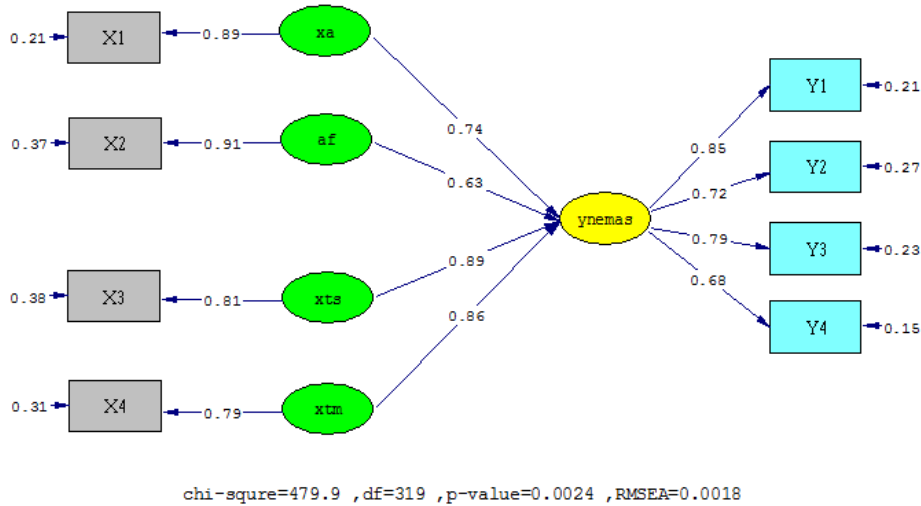 0.21 X1 0.89 xa
0.37 X2 0.91 af
0.38 X3 0.81 xts
0.31 X4 0.79 xtm
0.74
0.63
0.89
0.86
ynemas
0.85 Y1 0.21
0.72 Y2 0.27
0.79 Y3 0.23
0.68 Y4 0.15
chi-squre=479.9 ,df=319 ,p-value=0.0024 ,RMSEA=0.0018